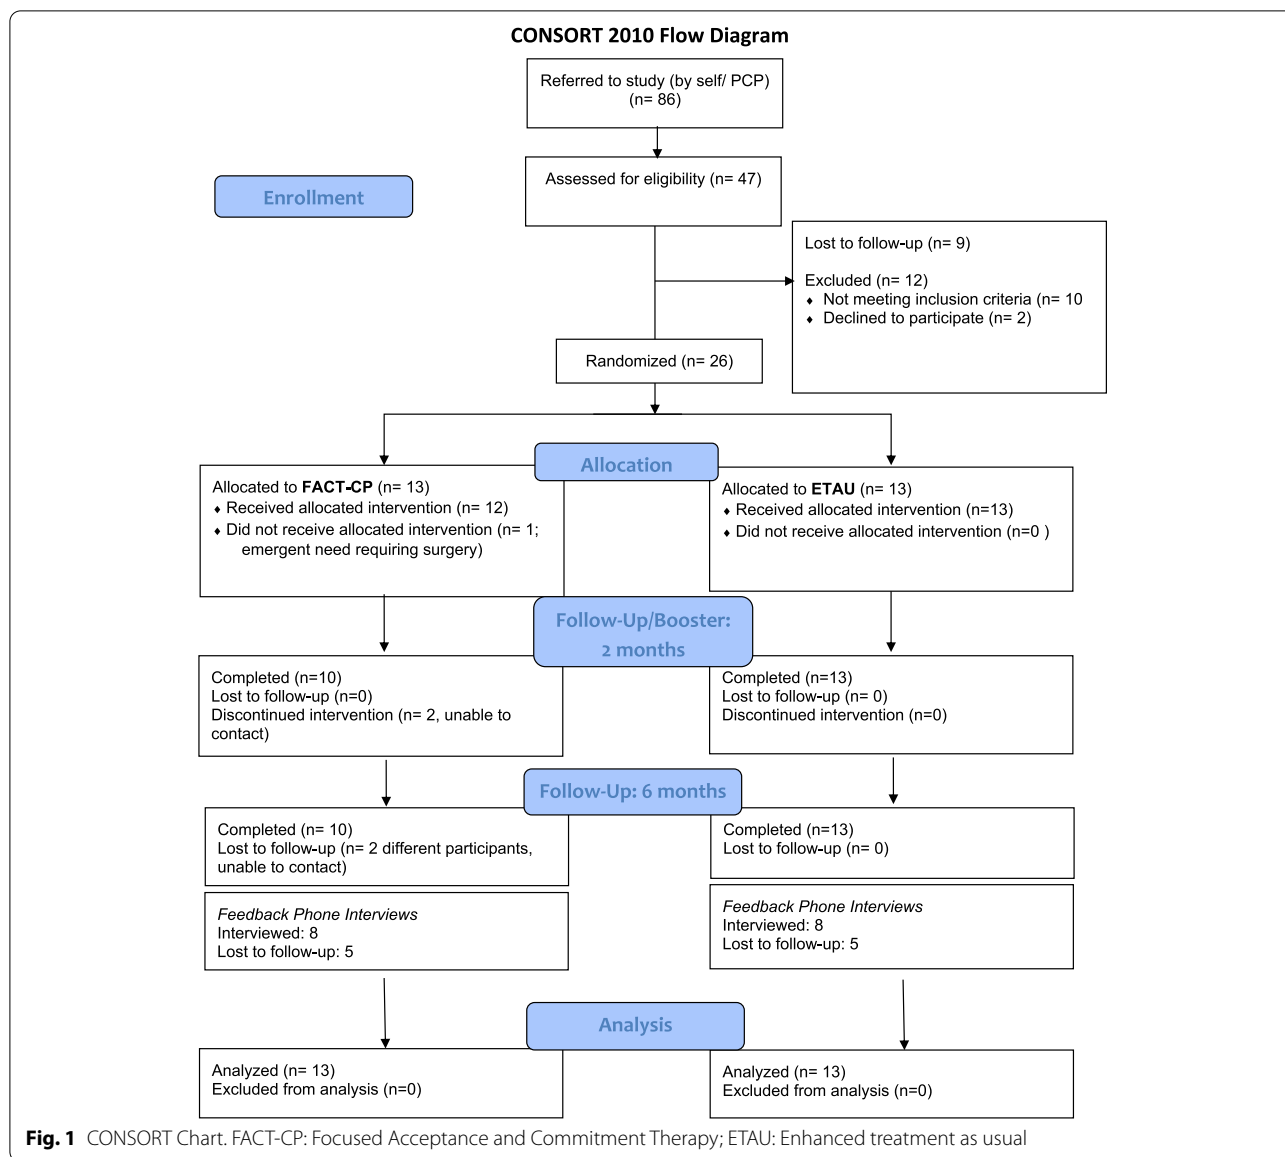 CONSORT 2010 Flow Diagram
Referred to study (by self/ PCP)
(n= 86)
Assessed for eligibility (n= 47)
Enrollment
Lost to follow-up (n= 9)
Excluded (n= 12)
♦ Not meeting inclusion criteria (n= 10
♦ Declined to participate (n= 2)
Randomized (n= 26)
Allocation
Allocated to FACT-CP (n= 13)
♦ Received allocated intervention (n= 12)
♦ Did not receive allocated intervention (n= 1;
emergent need requiring surgery)
Allocated to ETAU (n= 13)
♦ Received allocated intervention (n=13)
♦ Did not receive allocated intervention (n=0 )
Follow-Up/Booster:
2 months
Completed (n=10)
Lost to follow-up (n=0)
Discontinued intervention (n= 2, unable to
contact)
Completed (n=13)
Lost to follow-up (n= 0)
Discontinued intervention (n=0)
Follow-Up: 6 months
Completed (n= 10)
Lost to follow-up (n= 2 different participants,
unable to contact)
Completed (n=13)
Lost to follow-up (n= 0)
Feedback Phone Interviews
Interviewed: 8
Lost to follow-up: 5
Feedback Phone Interviews
Interviewed: 8
Lost to follow-up: 5
Analysis
Analyzed (n= 13)
Excluded from analysis (n=0)
Analyzed (n= 13)
Excluded from analysis (n=0)
Fig. 1 CONSORT Chart. FACT-CP: Focused Acceptance and Commitment Therapy; ETAU: Enhanced treatment as usual